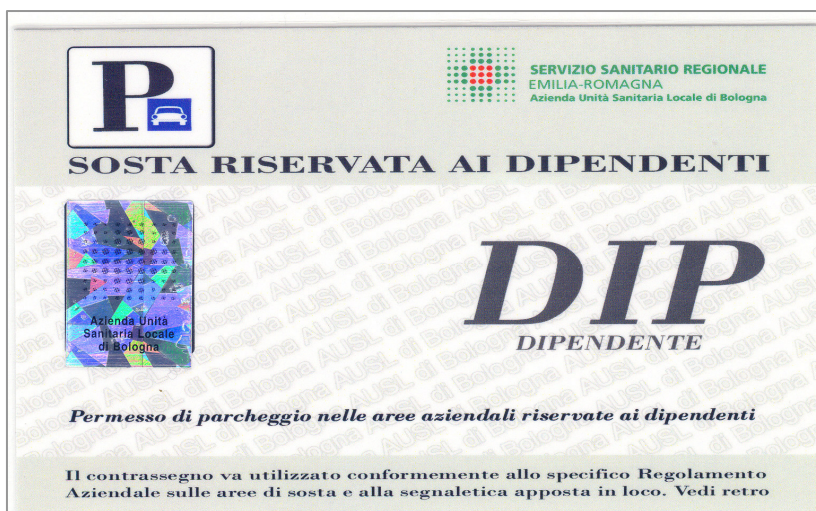 P
SERVIZIO SANITARIO REGIONALE
EMILIA-ROMAGNA
Azienda Unità Sanitaria Locale di Bologna
SOSTA RISERVATA AI DIPENDENTI
Azienda Unità
Sanitaria Locale
di Bologna
DIP
DIPENDENTE
Permesso di parcheggio nelle aree aziendali riservate ai dipendenti
Il contrassegno va utilizzato conformemente allo specifico Regolamento
Aziendale sulle aree di sosta e alla segnaletica apposta in loco. Vedi retro